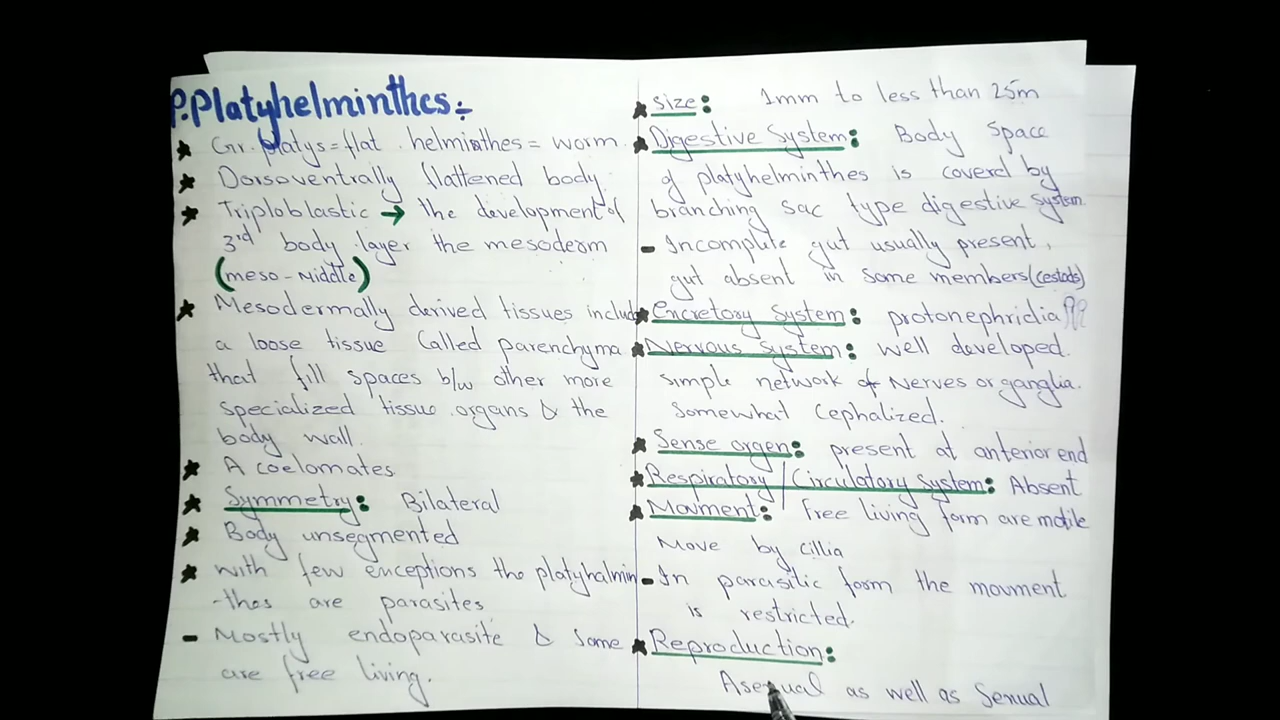 P.Platyhelminthes:-
Gr. platys = flat . helminthes = worm
Dorsoventrally flattened body.
Triploblastic → the development of
3rd body layer the mesoderm
(meso-Middle)
Mesodermally derived tissues includ
a loose tissue Called parenchyma
that fill spaces b/w other more
specialized tissue. organs & the
body wall.
A coelomates
Symmetry: Bilateral
Body unsegmented
with few exceptions the platyhalmin
-thes are parasites
- Mostly endoparasite & Some
are free living.
Size: 1mm to less than 25m
Digestive System: Body Space
of platyhelminthes is coverd by
branching sac type digestive system
- Incomplete gut usually present,
gut absent in some members (cestods)
Excretory System: protonephridia
Nervous system: well developed.
Simple network of Nerves or ganglia.
Somewhat Cephalized.
Sense orgen: present at anterior end
Respiratory / Circulatory system: Absent
Movment: free living form are motile
Move by cillia
- In parasitic form the movment
is restricted.
Reproduction:
Asexual as well as Sexual